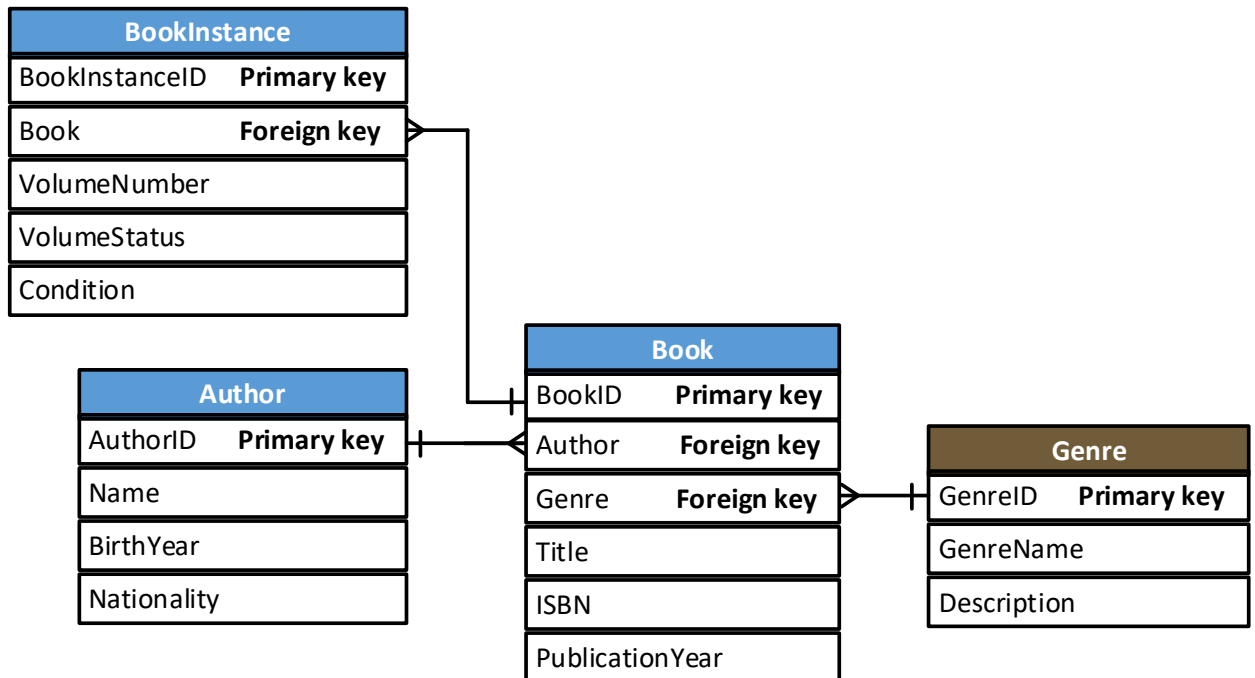 BookInstance
BookInstanceID Primary key
Book Foreign key
VolumeNumber
VolumeStatus
Condition
Author
AuthorID Primary key
Name
BirthYear
Nationality
Book
BookID Primary key
Author Foreign key
Genre Foreign key
Title
ISBN
PublicationYear
Genre
GenreID Primary key
GenreName
Description